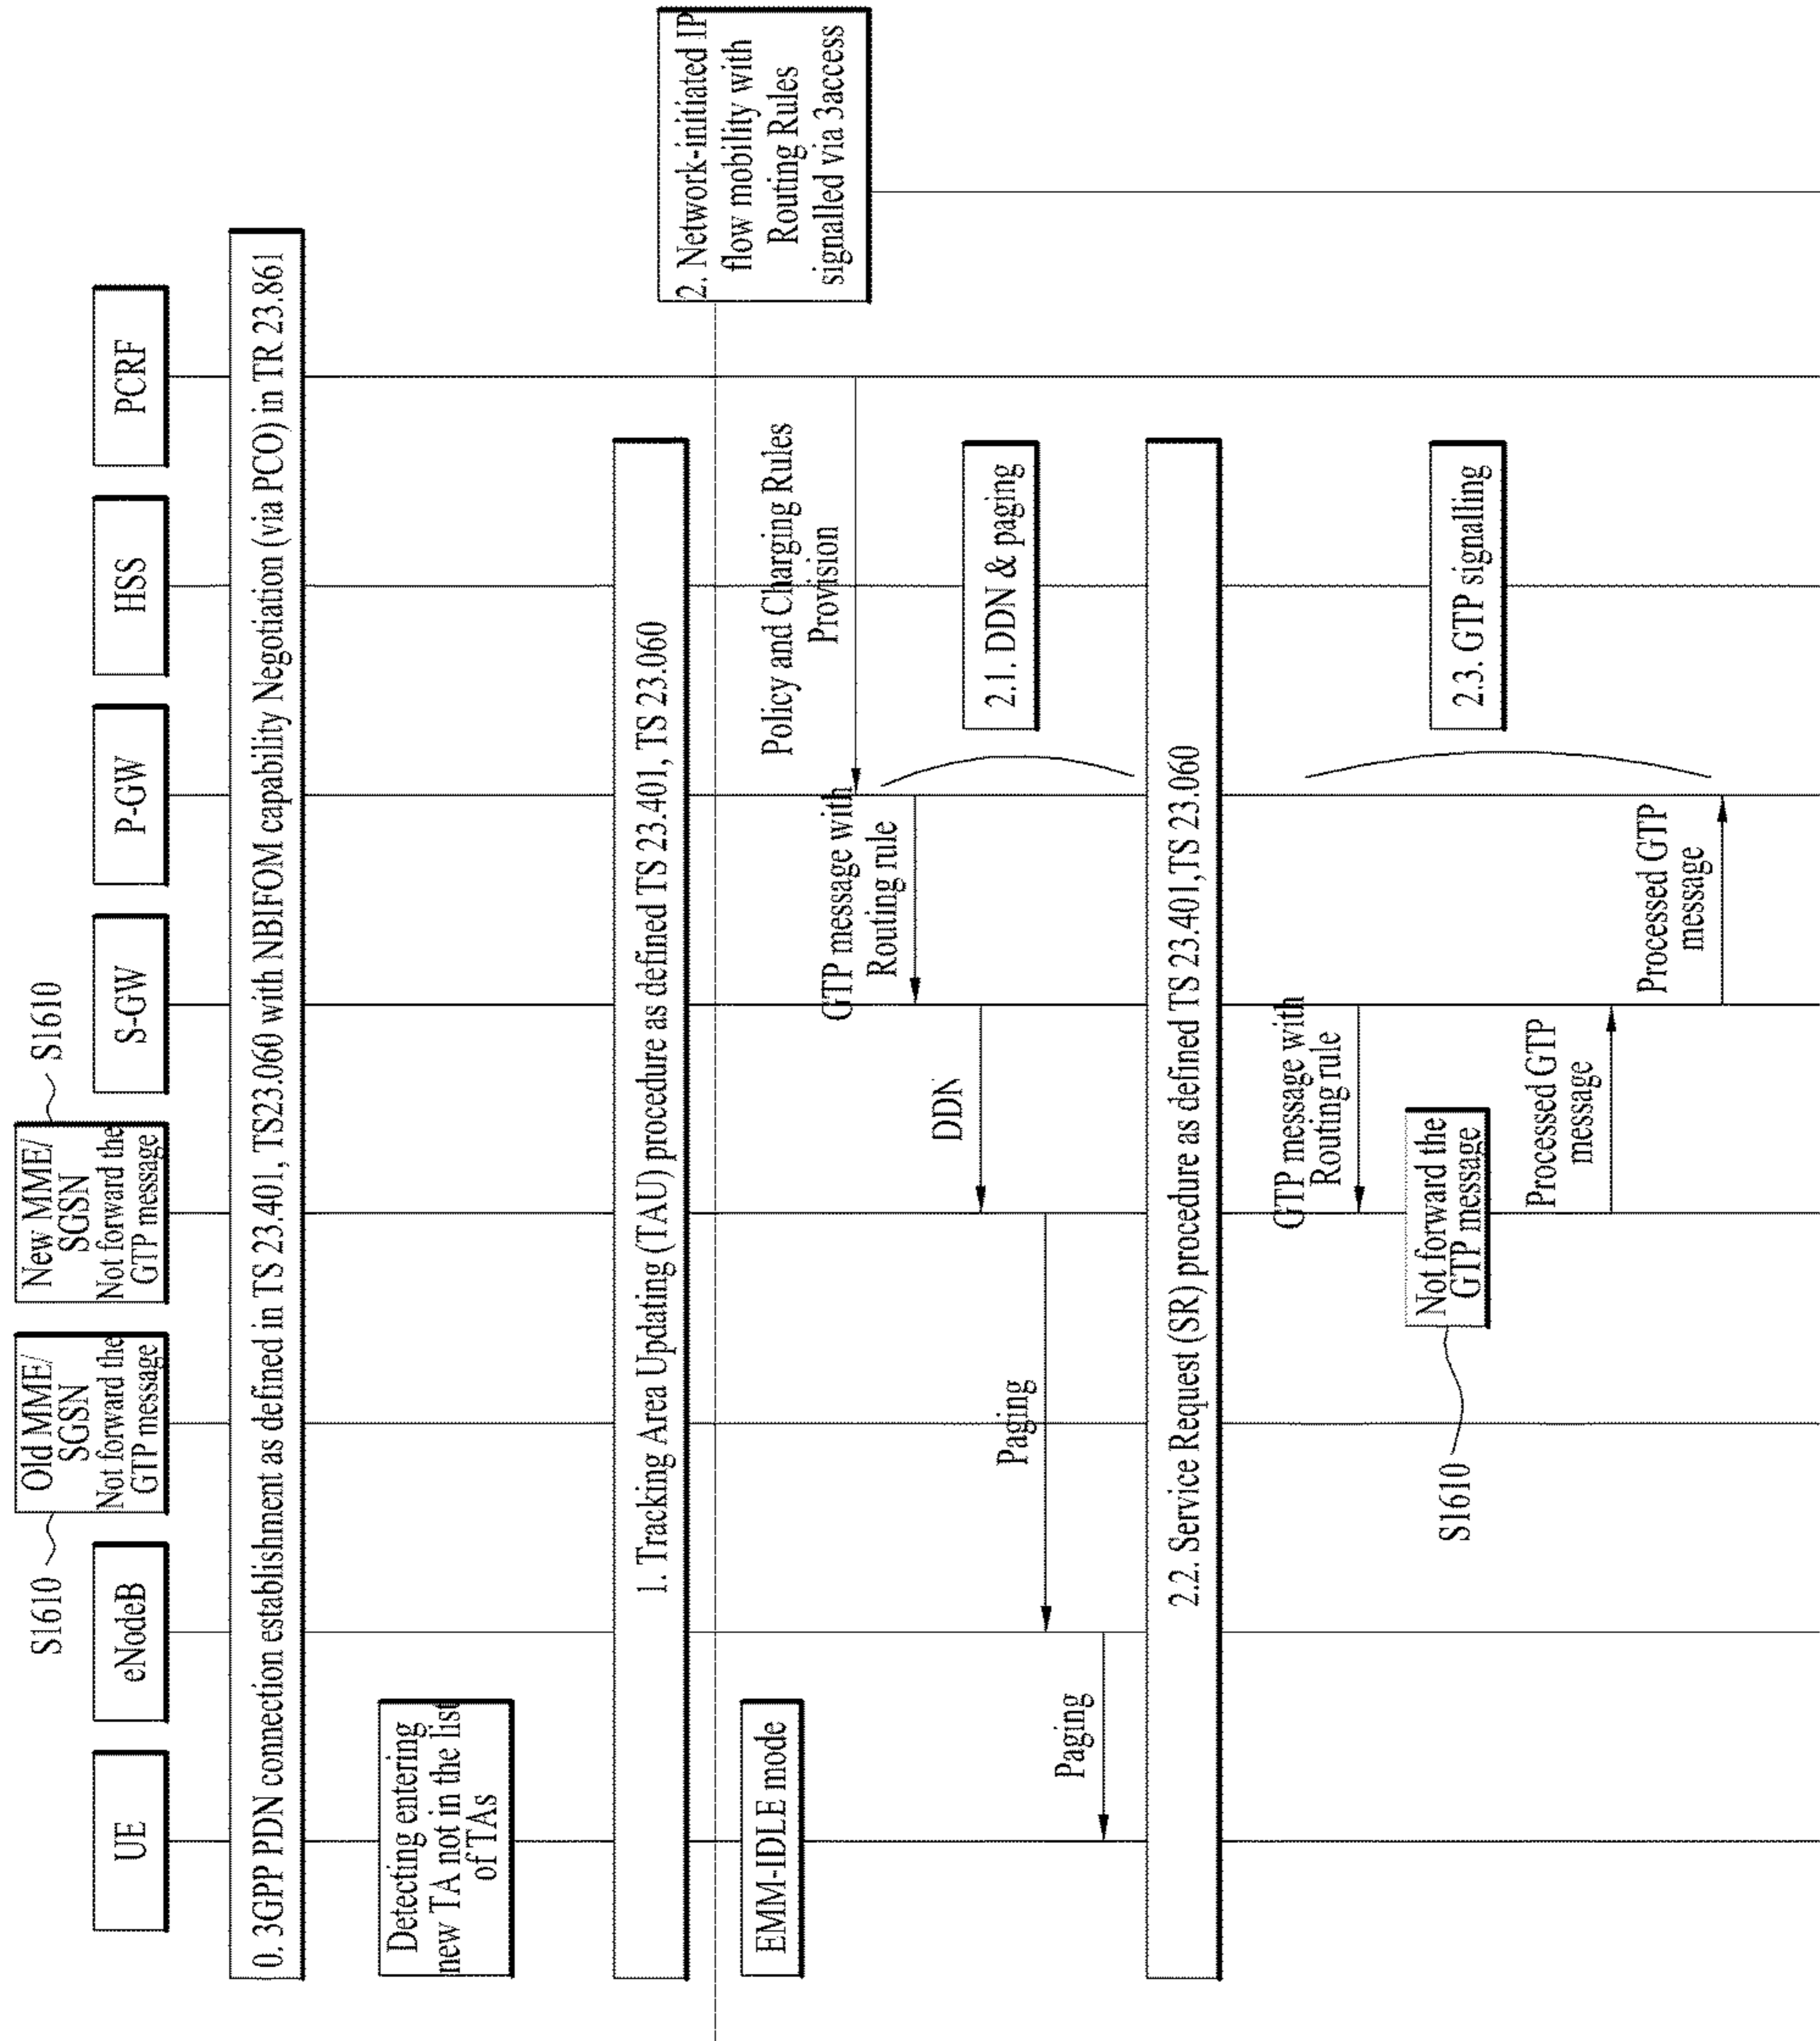 S1610
S1610
UE
eNodeB
Old MME/
SGSN
Not forward the
GTP message
New MME/
SGSN
Not forward the
GTP message
S-GW
P-GW
HSS
PCRF
0. 3GPP PDN connection establishment as defined in TS 23.401, TS23.060 with NBIFOM capability Negotiation (via PCO) in TR 23.861
Detecting entering
new TA not in the list
of TAs
1. Tracking Area Updating (TAU) procedure as defined TS 23.401, TS 23.060
2. Network-initiated IP
flow mobility with
Routing Rules
signalled via 3access
EMM-IDLE mode
Policy and Charging Rules
Provision
GTP message with
Routing rule
DDN
2.1. DDN & paging
Paging
Paging
2.2. Service Request (SR) procedure as defined TS 23.401,TS 23.060
GTP message with
Routing rule
Not forward the
GTP message
S1610
2.3. GTP signalling
Processed GTP
message
Processed GTP
message